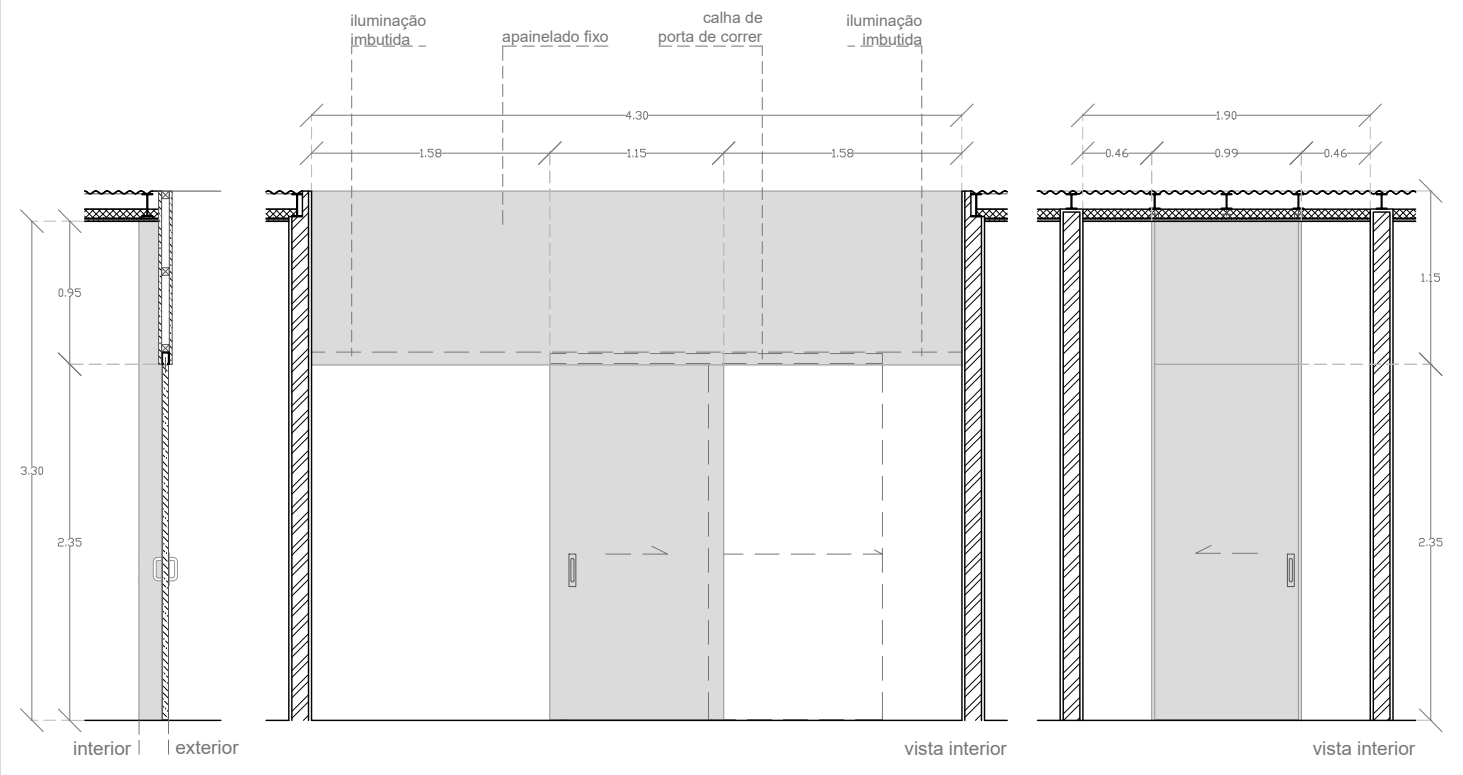 iluminação
imbutida
apainelado fixo
calha de
porta de correr
iluminação
imbutida
4.30
1.58
1.15
1.58
1.90
0.46
0.99
0.46
0.95
3.30
2.35
1.15
2.35
interior
exterior
vista interior
vista interior